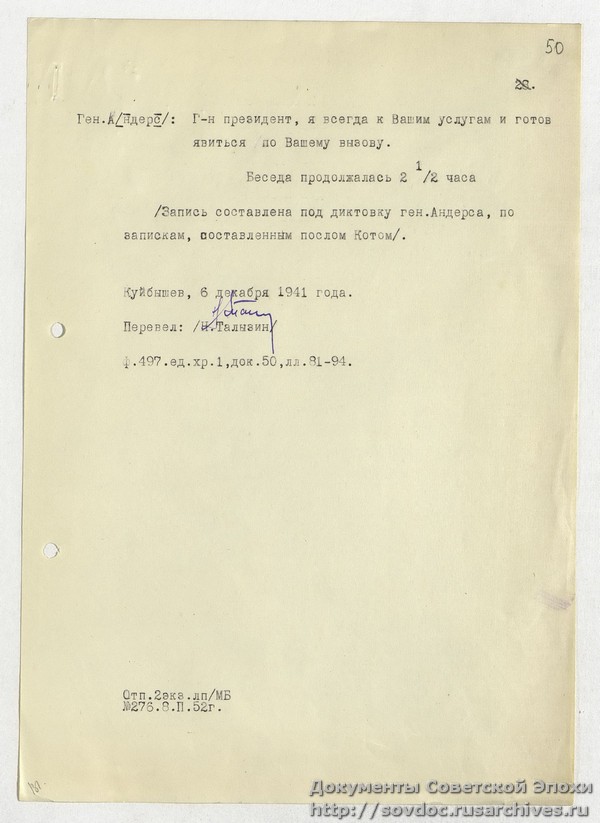 50
28.
Ген.А/ндерс/: Г-н президент, я всегда к Вашим услугам и готов
явиться по Вашему вызову.
Беседа продолжалась 2 1/2 часа
/Запись составлена под диктовку ген.Андерса, по
запискам, составленным послом Котом/.
Куйбышев, 6 декабря 1941 года.
Перевел: /Н.Талызин/
ф.497.ед.хр.1,док.50,лл.81-94.
Отп.2экз.лп/МБ
№276.8.П.52г.
Документы Советской Эпохи
http://sovdoc.rusarchives.ru